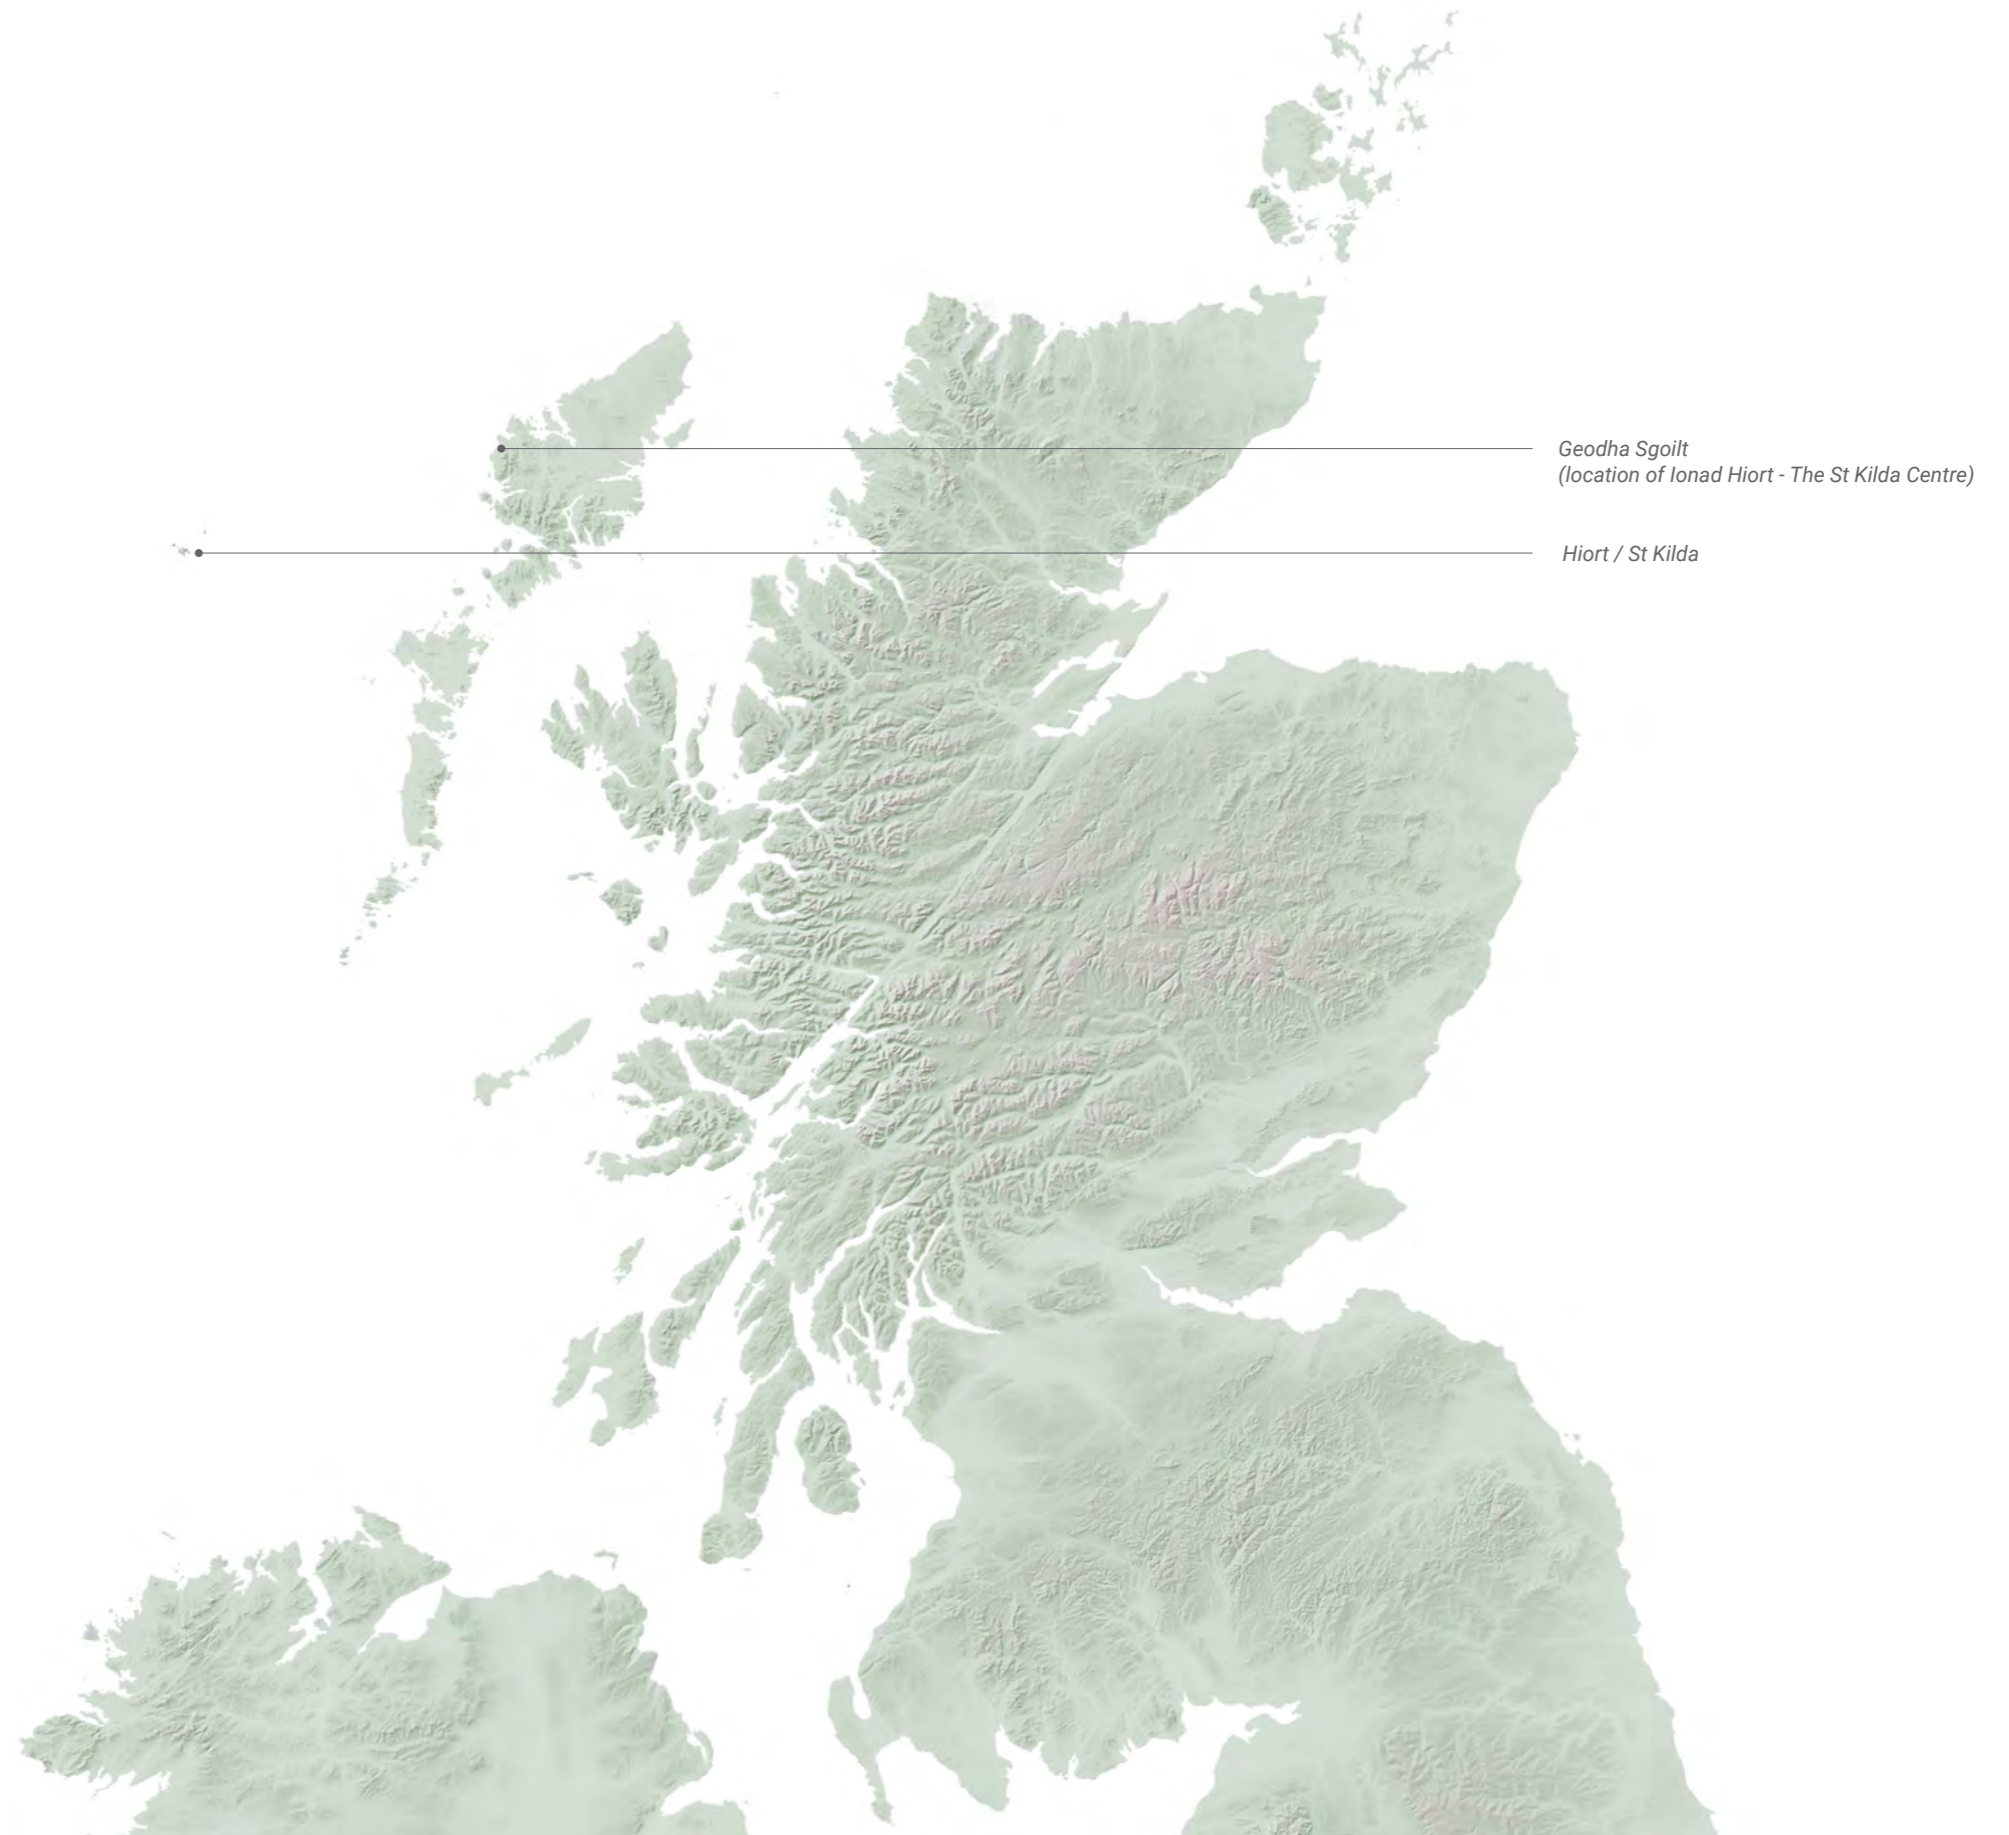 Geodha Sgoilt
(location of Ionad Hiort - The St Kilda Centre)
Hiort / St Kilda